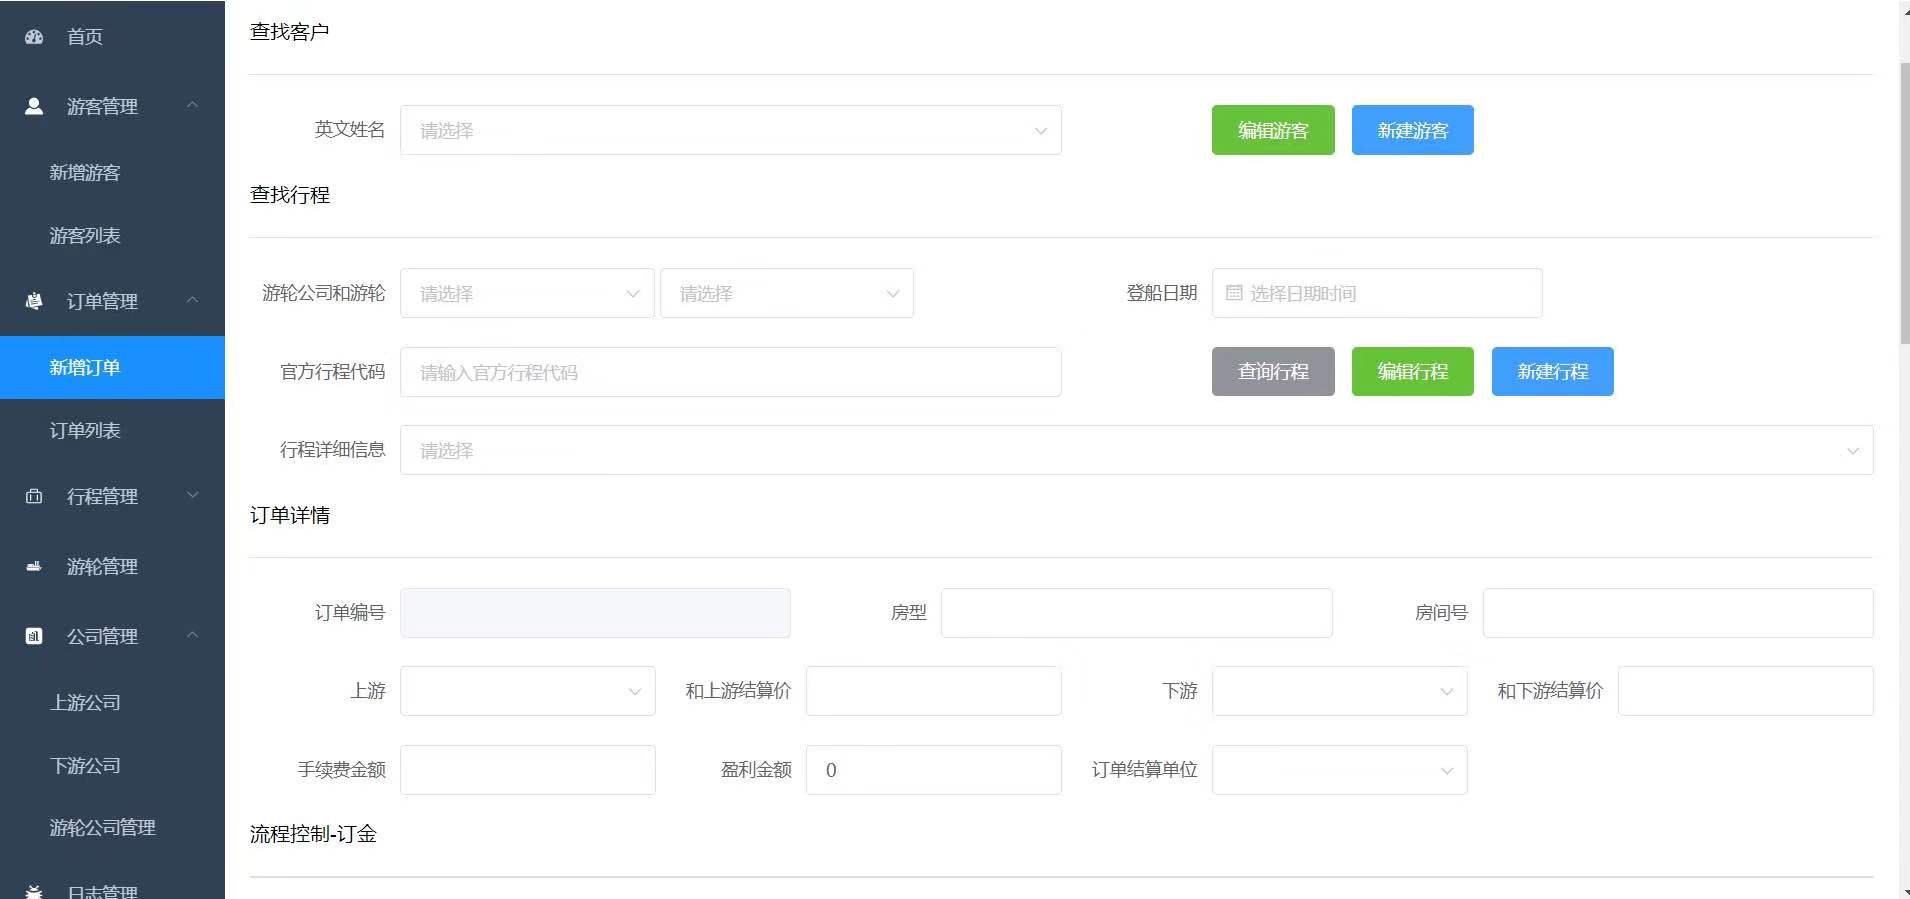 首页
游客管理
新增游客
游客列表
订单管理
新增订单
订单列表
行程管理
游轮管理
公司管理
上游公司
下游公司
游轮公司管理
日志管理
查找客户
英文姓名 请选择 编辑游客 新建游客
查找行程
游轮公司和游轮 请选择 请选择 登船日期 选择日期时间
官方行程代码 请输入官方行程代码 查询行程 编辑行程 新建行程
行程详细信息 请选择
订单详情
订单编号 房型 房间号
上游 和上游结算价 下游 和下游结算价
手续费金额 盈利金额 0 订单结算单位
流程控制-订金